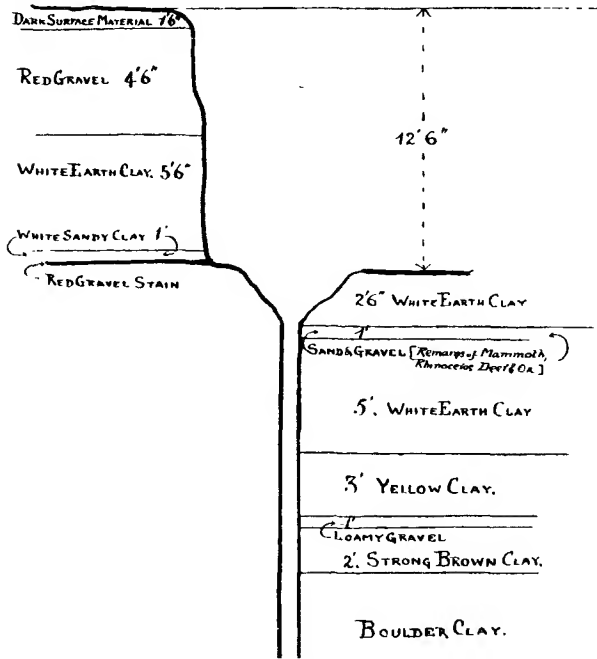 DARK SURFACE MATERIAL 1'6"
RED GRAVEL 4'6"
12'6"
WHITE EARTH CLAY. 5'6"
WHITE SANDY CLAY 1'
RED GRAVEL STAIN
2'6" WHITE EARTH CLAY
1'
SAND & GRAVEL [Remains of Mammoth,
Rhinoceros Deer & Ox]
5'. WHITE EARTH CLAY
3' YELLOW CLAY.
1'
LOAMY GRAVEL
2'. STRONG BROWN CLAY.
BOULDER CLAY.